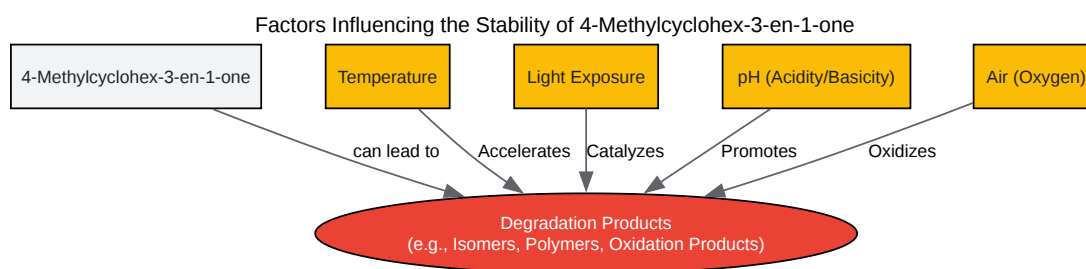 Factors Influencing the Stability of 4-Methylcyclohex-3-en-1-one
4-Methylcyclohex-3-en-1-one
Temperature
Light Exposure
pH (Acidity/Basicity)
Air (Oxygen)
can lead to
Accelerates
Catalyzes
Promotes
Oxidizes
Degradation Products
(e.g., Isomers, Polymers, Oxidation Products)